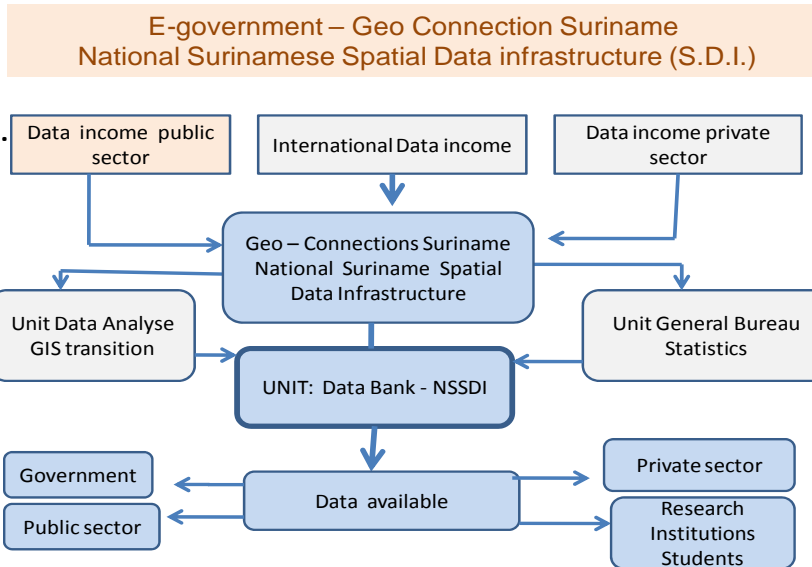 E-government – Geo Connection Suriname
National Surinamese Spatial Data infrastructure (S.D.I.)
.
Data income public
sector
International Data income
Data income private
sector
Geo – Connections Suriname
National Suriname Spatial
Data Infrastructure
Unit Data Analyse
GIS transition
Unit General Bureau
Statistics
UNIT: Data Bank - NSSDI
Government
Public sector
Data available
Private sector
Research
Institutions
Students